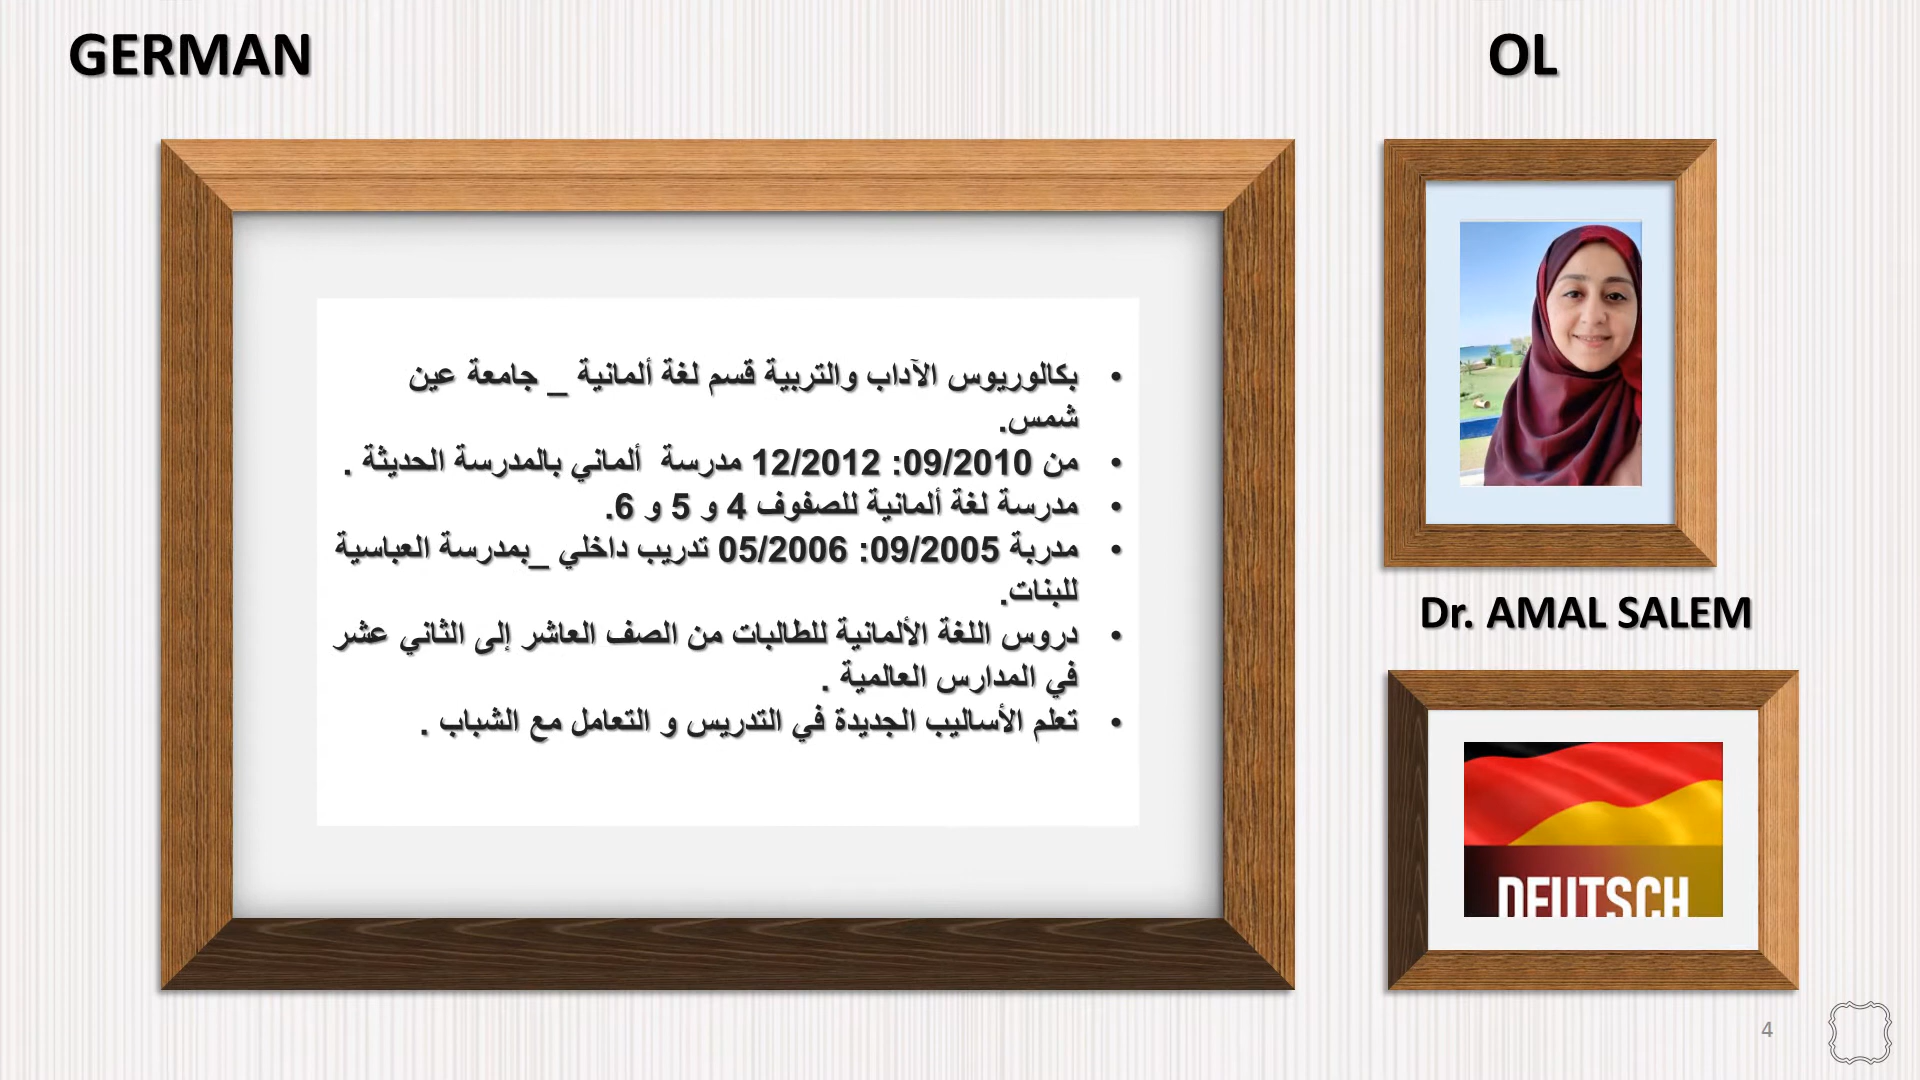 GERMAN
OL
• بكالوريوس الآداب والتربية قسم لغة ألمانية _ جامعة عين
شمس.
• من 09/2010: 12/2012 مدرسة ألماني بالمدرسة الحديثة .
• مدرسة لغة ألمانية للصفوف 4 و 5 و 6.
• مدربة 09/2005: 05/2006 تدريب داخلي _بمدرسة العباسية
للبنات.
• دروس اللغة الألمانية للطالبات من الصف العاشر إلى الثاني عشر
في المدارس العالمية .
• تعلم الأساليب الجديدة في التدريس و التعامل مع الشباب .
Dr. AMAL SALEM
DEUTSCH
4